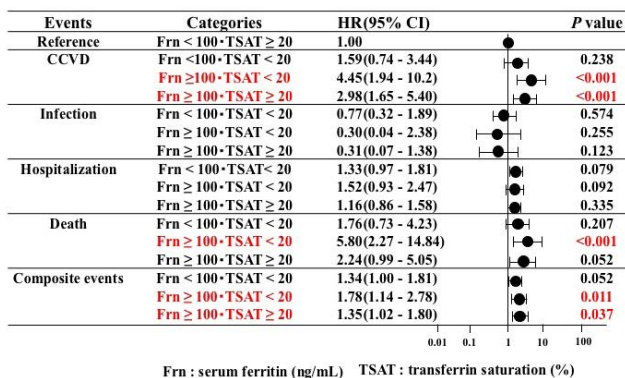 Events Categories HR(95% CI) P value
Reference Frn < 100・TSAT ≥ 20 1.00
CCVD Frn <100・TSAT < 20 1.59(0.74 - 3.44) 0.238
Frn ≥100・TSAT < 20 4.45(1.94 - 10.2) <0.001
Frn ≥ 100・TSAT ≥ 20 2.98(1.65 - 5.40) <0.001
Infection Frn < 100・TSAT < 20 0.77(0.32 - 1.89) 0.574
Frn ≥ 100・TSAT < 20 0.30(0.04 - 2.38) 0.255
Frn ≥ 100・TSAT ≥ 20 0.31(0.07 - 1.38) 0.123
Hospitalization Frn < 100・TSAT< 20 1.33(0.97 - 1.81) 0.079
Frn ≥ 100・TSAT < 20 1.52(0.93 - 2.47) 0.092
Frn ≥ 100・TSAT ≥ 20 1.16(0.86 - 1.58) 0.335
Death Frn < 100・TSAT < 20 1.76(0.73 - 4.23) 0.207
Frn ≥ 100・TSAT < 20 5.80(2.27 - 14.84) <0.001
Frn ≥ 100・TSAT ≥ 20 2.24(0.99 - 5.05) 0.052
Composite events Frn < 100・TSAT < 20 1.34(1.00 - 1.81) 0.052
Frn ≥ 100・TSAT < 20 1.78(1.14 - 2.78) 0.011
Frn ≥ 100・TSAT ≥ 20 1.35(1.02 - 1.80) 0.037
0.01 0.1 1 10 100
Frn : serum ferritin (ng/mL) TSAT : transferrin saturation (%)